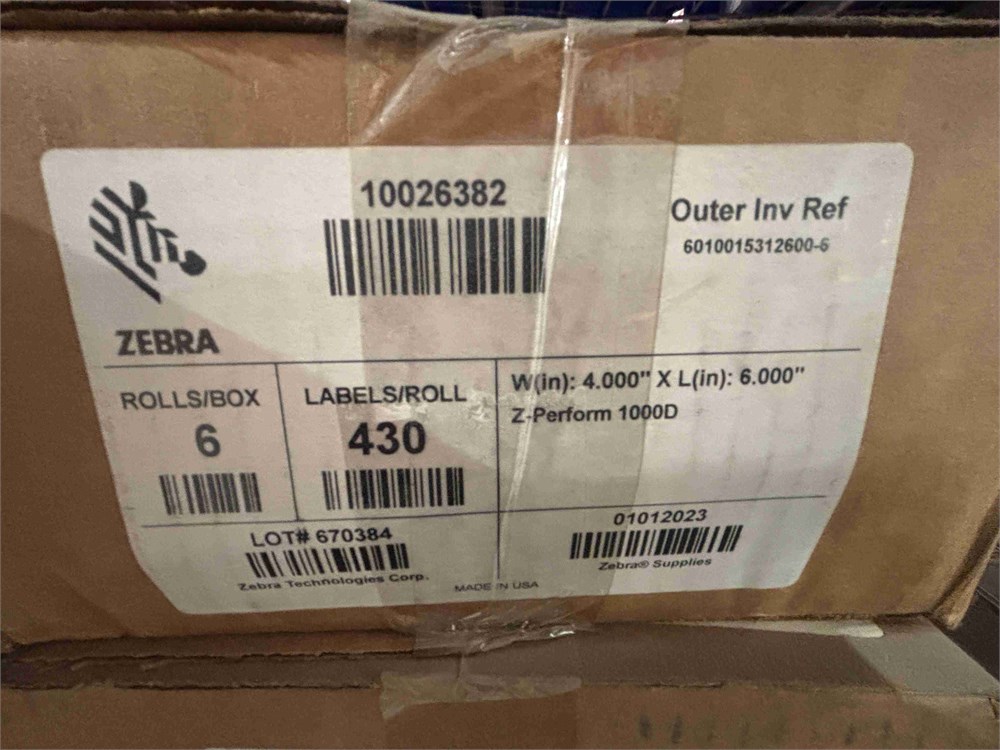 10026382
Outer Inv Ref
6010015312600-6
ZEBRA
ROLLS/BOX
6
LABELS/ROLL
430
W(in): 4.000" X L(in): 6.000"
Z-Perform 1000D
LOT# 670384
Zebra Technologies Corp.
MADE IN USA
01012023
Zebra® Supplies